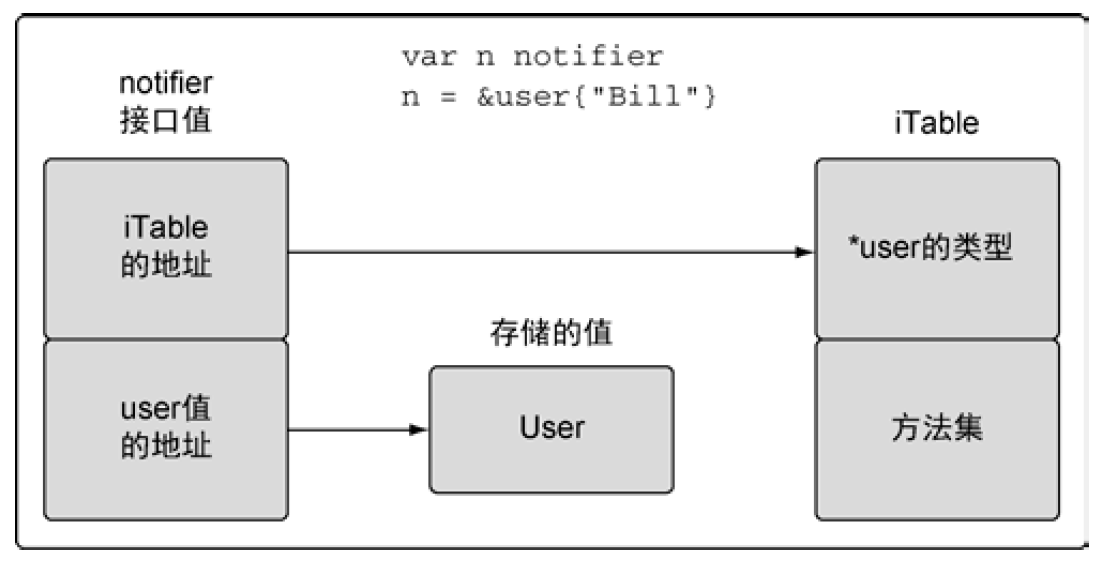 var n notifier
n = &user{"Bill"}
notifier
接口值
iTable
iTable
的地址
*user的类型
存储的值
user值
的地址
User
方法集